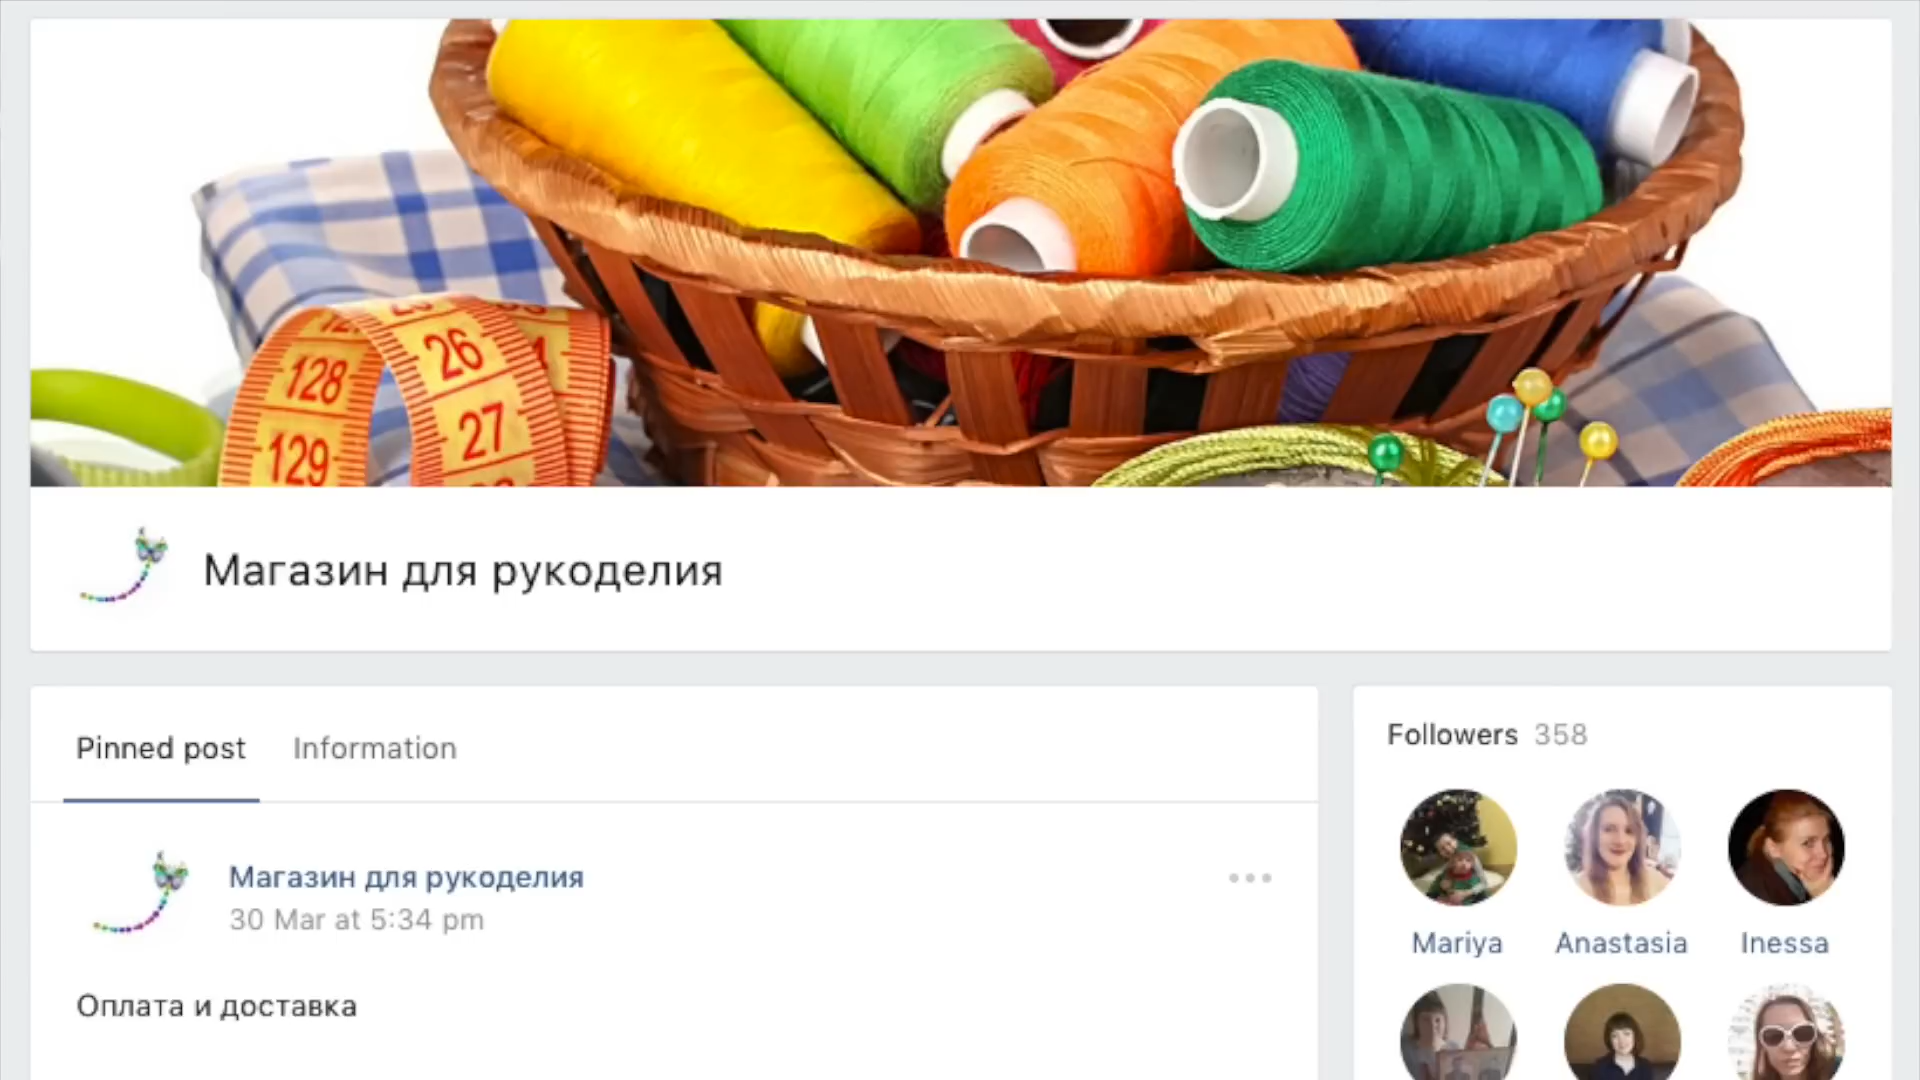 128
129
26
27
Магазин для рукоделия
Pinned post
Information
Магазин для рукоделия
30 Mar at 5:34 pm
Оплата и доставка
Followers 358
Mariya
Anastasia
Inessa